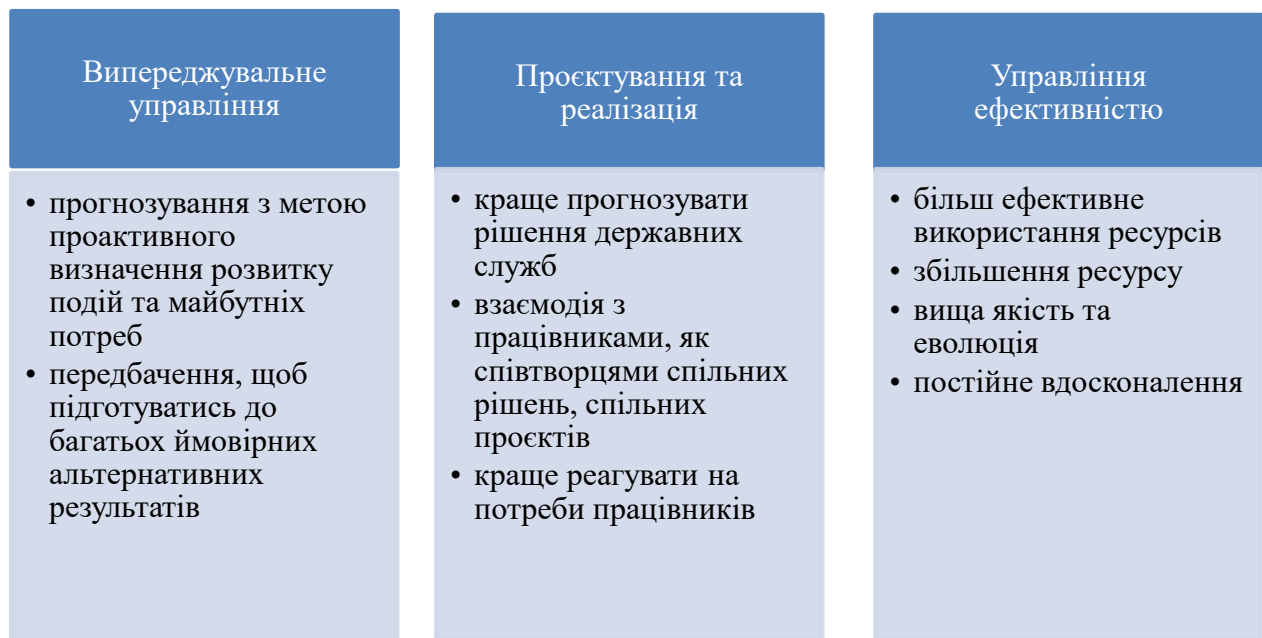 Випереджувальне
управління
• прогнозування з метою
проактивного
визначення розвитку
подій та майбутніх
потреб
• передбачення, щоб
підготуватись до
багатьох ймовірних
альтернативних
результатів
Проєктування та
реалізація
• краще прогнозувати
рішення державних
служб
• взаємодія з
працівниками, як
співтворцями спільних
рішень, спільних
проєктів
• краще реагувати на
потреби працівників
Управління
ефективністю
• більш ефективне
використання ресурсів
• збільшення ресурсу
• вища якість та
еволюція
• постійне вдосконалення